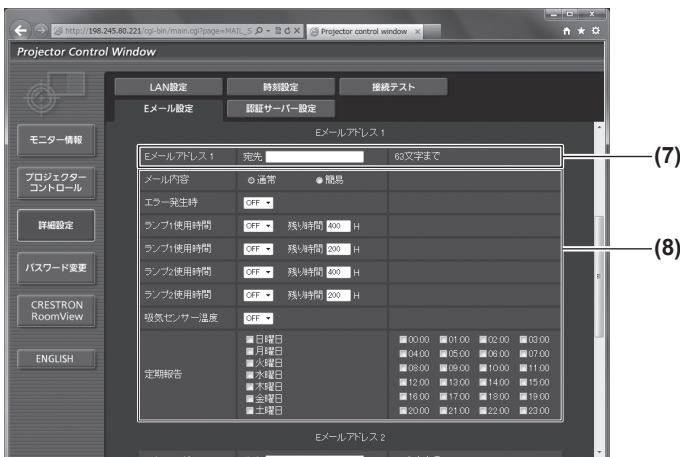 http://198.245.80.221/cgi-bin/main.cgi?page=MAIL_S
Projector control window
Projector Control Window
LAN設定 時刻設定 接続テスト
Eメール設定 認証サーバー設定
モニター情報
プロジェクター
コントロール
詳細設定
パスワード変更
CRESTRON
RoomView
ENGLISH
Eメールアドレス 1
Eメールアドレス 1 宛先 63文字まで
(7)
メール内容 通常 簡易
エラー発生時 OFF
ランプ1使用時間 OFF 残り時間 400 H
ランプ1使用時間 OFF 残り時間 200 H
(8)
ランプ2使用時間 OFF 残り時間 400 H
ランプ2使用時間 OFF 残り時間 200 H
吸気センサー温度 OFF
定期報告
日曜日
月曜日
火曜日
水曜日
木曜日
金曜日
土曜日
00:00 01:00 02:00 03:00
04:00 05:00 06:00 07:00
08:00 09:00 10:00 11:00
12:00 13:00 14:00 15:00
16:00 17:00 18:00 19:00
20:00 21:00 22:00 23:00
Eメールアドレス 2